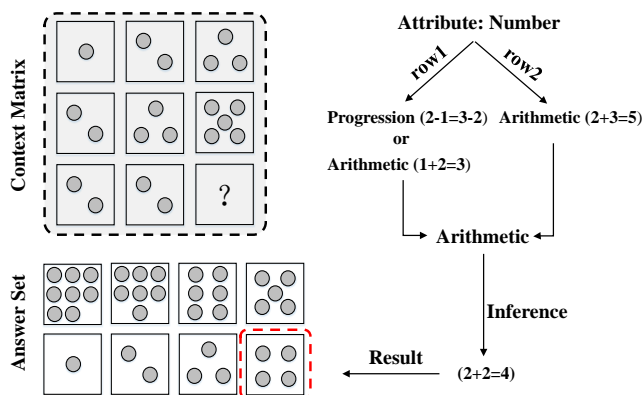 Context Matrix
?
Answer Set
Attribute: Number
row1
row2
Progression (2-1=3-2)
or
Arithmetic (1+2=3)
Arithmetic (2+3=5)
Arithmetic
Inference
Result
(2+2=4)